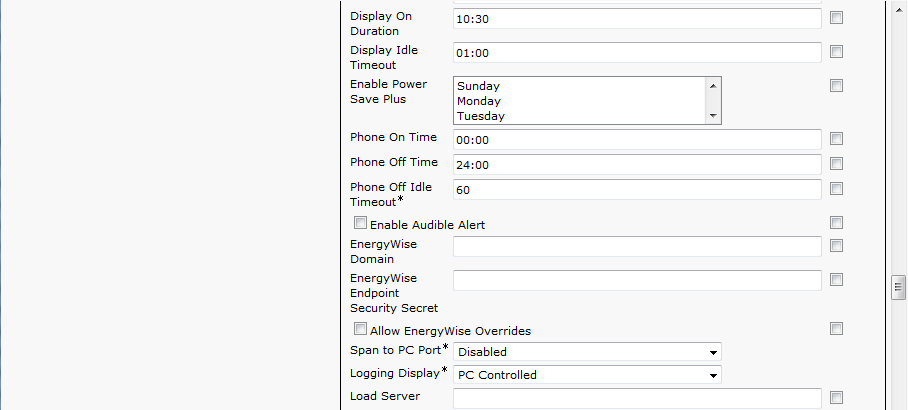 Display On
Duration
10:30
Display Idle
Timeout
01:00
Enable Power
Save Plus
Sunday
Monday
Tuesday
Phone On Time
00:00
Phone Off Time
24:00
Phone Off Idle
Timeout*
60
Enable Audible Alert
EnergyWise
Domain
EnergyWise
Endpoint
Security Secret
Allow EnergyWise Overrides
Span to PC Port*
Disabled
Logging Display*
PC Controlled
Load Server